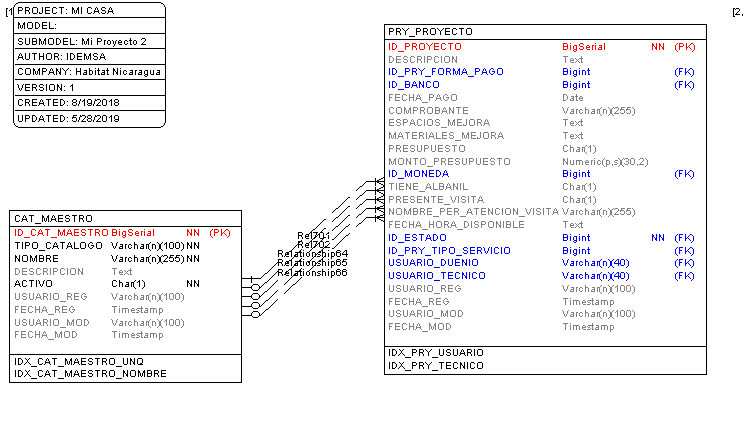 [1
PROJECT: MI CASA
MODEL:
SUBMODEL: Mi Proyecto 2
AUTHOR: IDEMSA
COMPANY: Habitat Nicaragua
VERSION: 1
CREATED: 8/19/2018
UPDATED: 5/28/2019
[2,
PRY_PROYECTO
ID_PROYECTO BigSerial NN (PK)
DESCRIPCION Text
ID_PRY_FORMA_PAGO Bigint (FK)
ID_BANCO Bigint (FK)
FECHA_PAGO Date
COMPROBANTE Varchar(n)(255)
ESPACIOS_MEJORA Text
MATERIALES_MEJORA Text
PRESUPUESTO Char(1)
MONTO_PRESUPUESTO Numeric(p,s)(30,2)
ID_MONEDA Bigint (FK)
TIENE_ALBANIL Char(1)
PRESENTE_VISITA Char(1)
NOMBRE_PER_ATENCION_VISITA Varchar(n)(255)
FECHA_HORA_DISPONIBLE Text
ID_ESTADO Bigint NN (FK)
ID_PRY_TIPO_SERVICIO Bigint (FK)
USUARIO_DUENIO Varchar(n)(40) (FK)
USUARIO_TECNICO Varchar(n)(40) (FK)
USUARIO_REG Varchar(n)(100)
FECHA_REG Timestamp
USUARIO_MOD Varchar(n)(100)
FECHA_MOD Timestamp
IDX_PRY_USUARIO
IDX_PRY_TECNICO
CAT_MAESTRO
ID_CAT_MAESTRO BigSerial NN (PK)
TIPO_CATALOGO Varchar(n)(100) NN
NOMBRE Varchar(n)(255) NN
DESCRIPCION Text
ACTIVO Char(1) NN
USUARIO_REG Varchar(n)(100)
FECHA_REG Timestamp
USUARIO_MOD Varchar(n)(100)
FECHA_MOD Timestamp
IDX_CAT_MAESTRO_UNQ
IDX_CAT_MAESTRO_NOMBRE
Rel701
Rel702
Relationship64
Relationship65
Relationship66